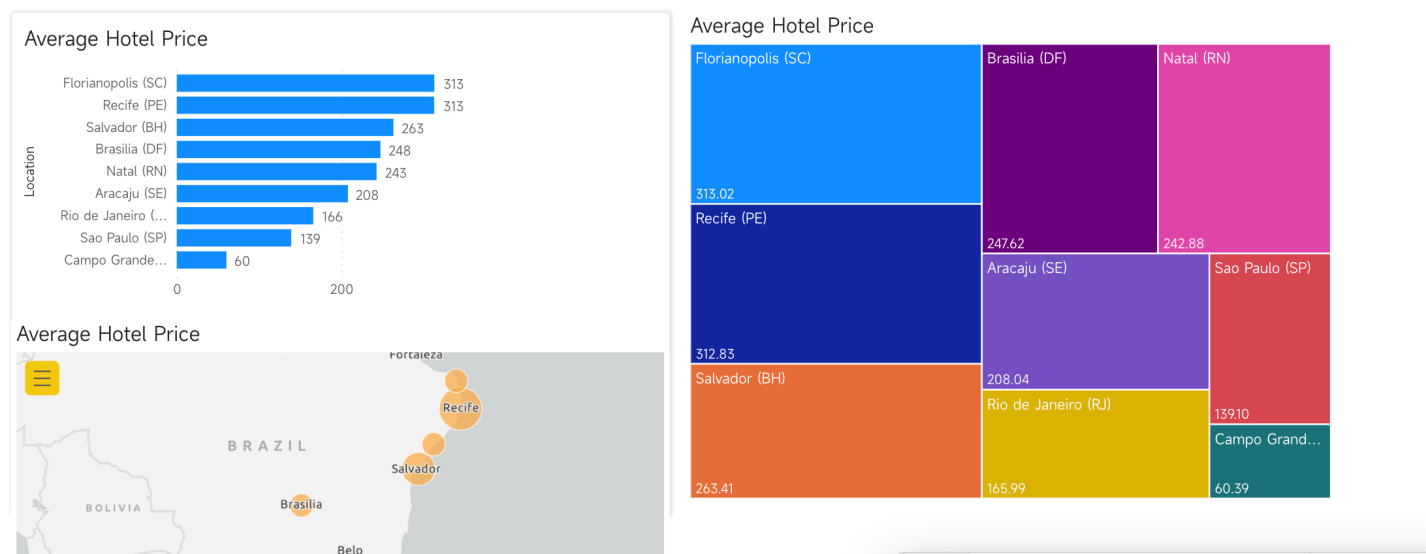 Average Hotel Price
Location
Florianopolis (SC) 313
Recife (PE) 313
Salvador (BH) 263
Brasilia (DF) 248
Natal (RN) 243
Aracaju (SE) 208
Rio de Janeiro (... 166
Sao Paulo (SP) 139
Campo Grande... 60
0 200
Average Hotel Price
Fortaleza
Recife
BRAZIL
Salvador
Brasilia
BOLIVIA
Belo
Average Hotel Price
Florianopolis (SC)
313.02
Recife (PE)
312.83
Salvador (BH)
263.41
Brasilia (DF)
247.62
Natal (RN)
242.88
Aracaju (SE)
208.04
Rio de Janeiro (RJ)
165.99
Sao Paulo (SP)
139.10
Campo Grand...
60.39